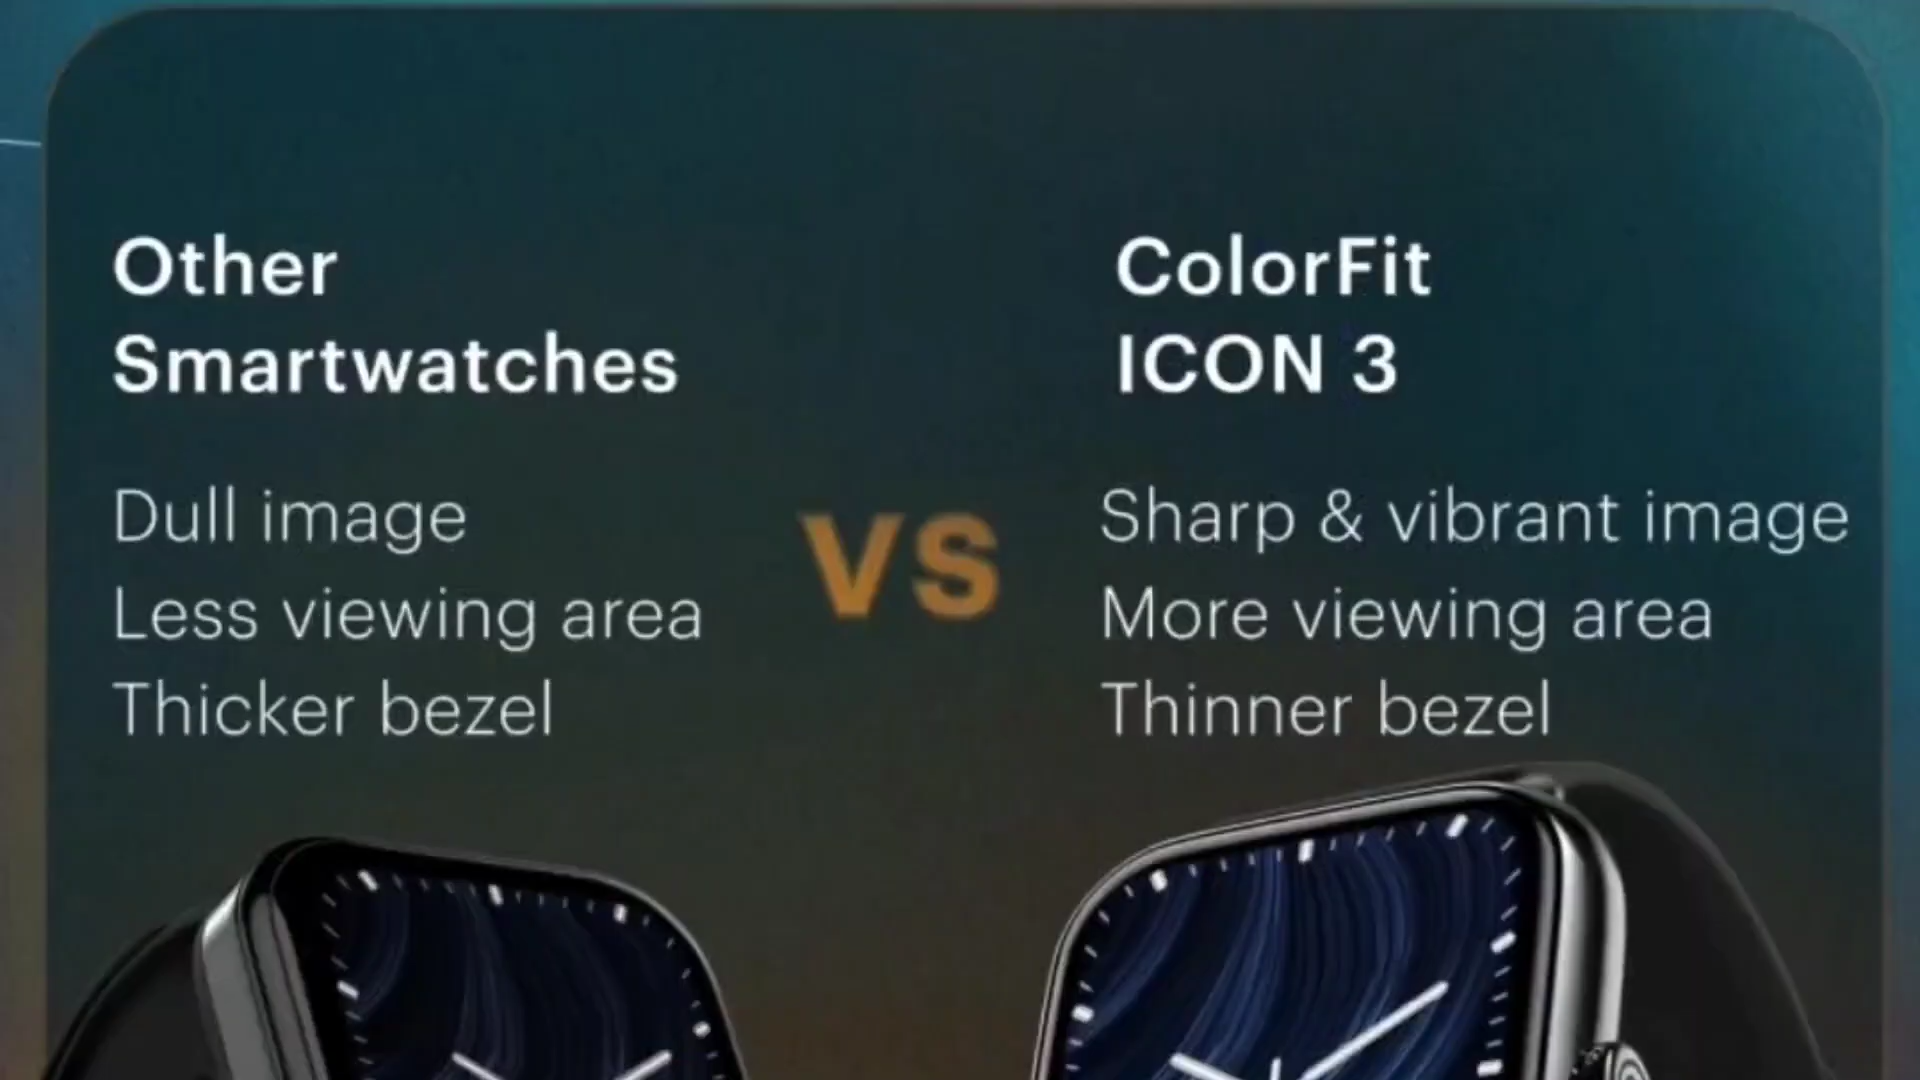 Other
Smartwatches
Dull image
Less viewing area
Thicker bezel
VS
ColorFit
ICON 3
Sharp & vibrant image
More viewing area
Thinner bezel